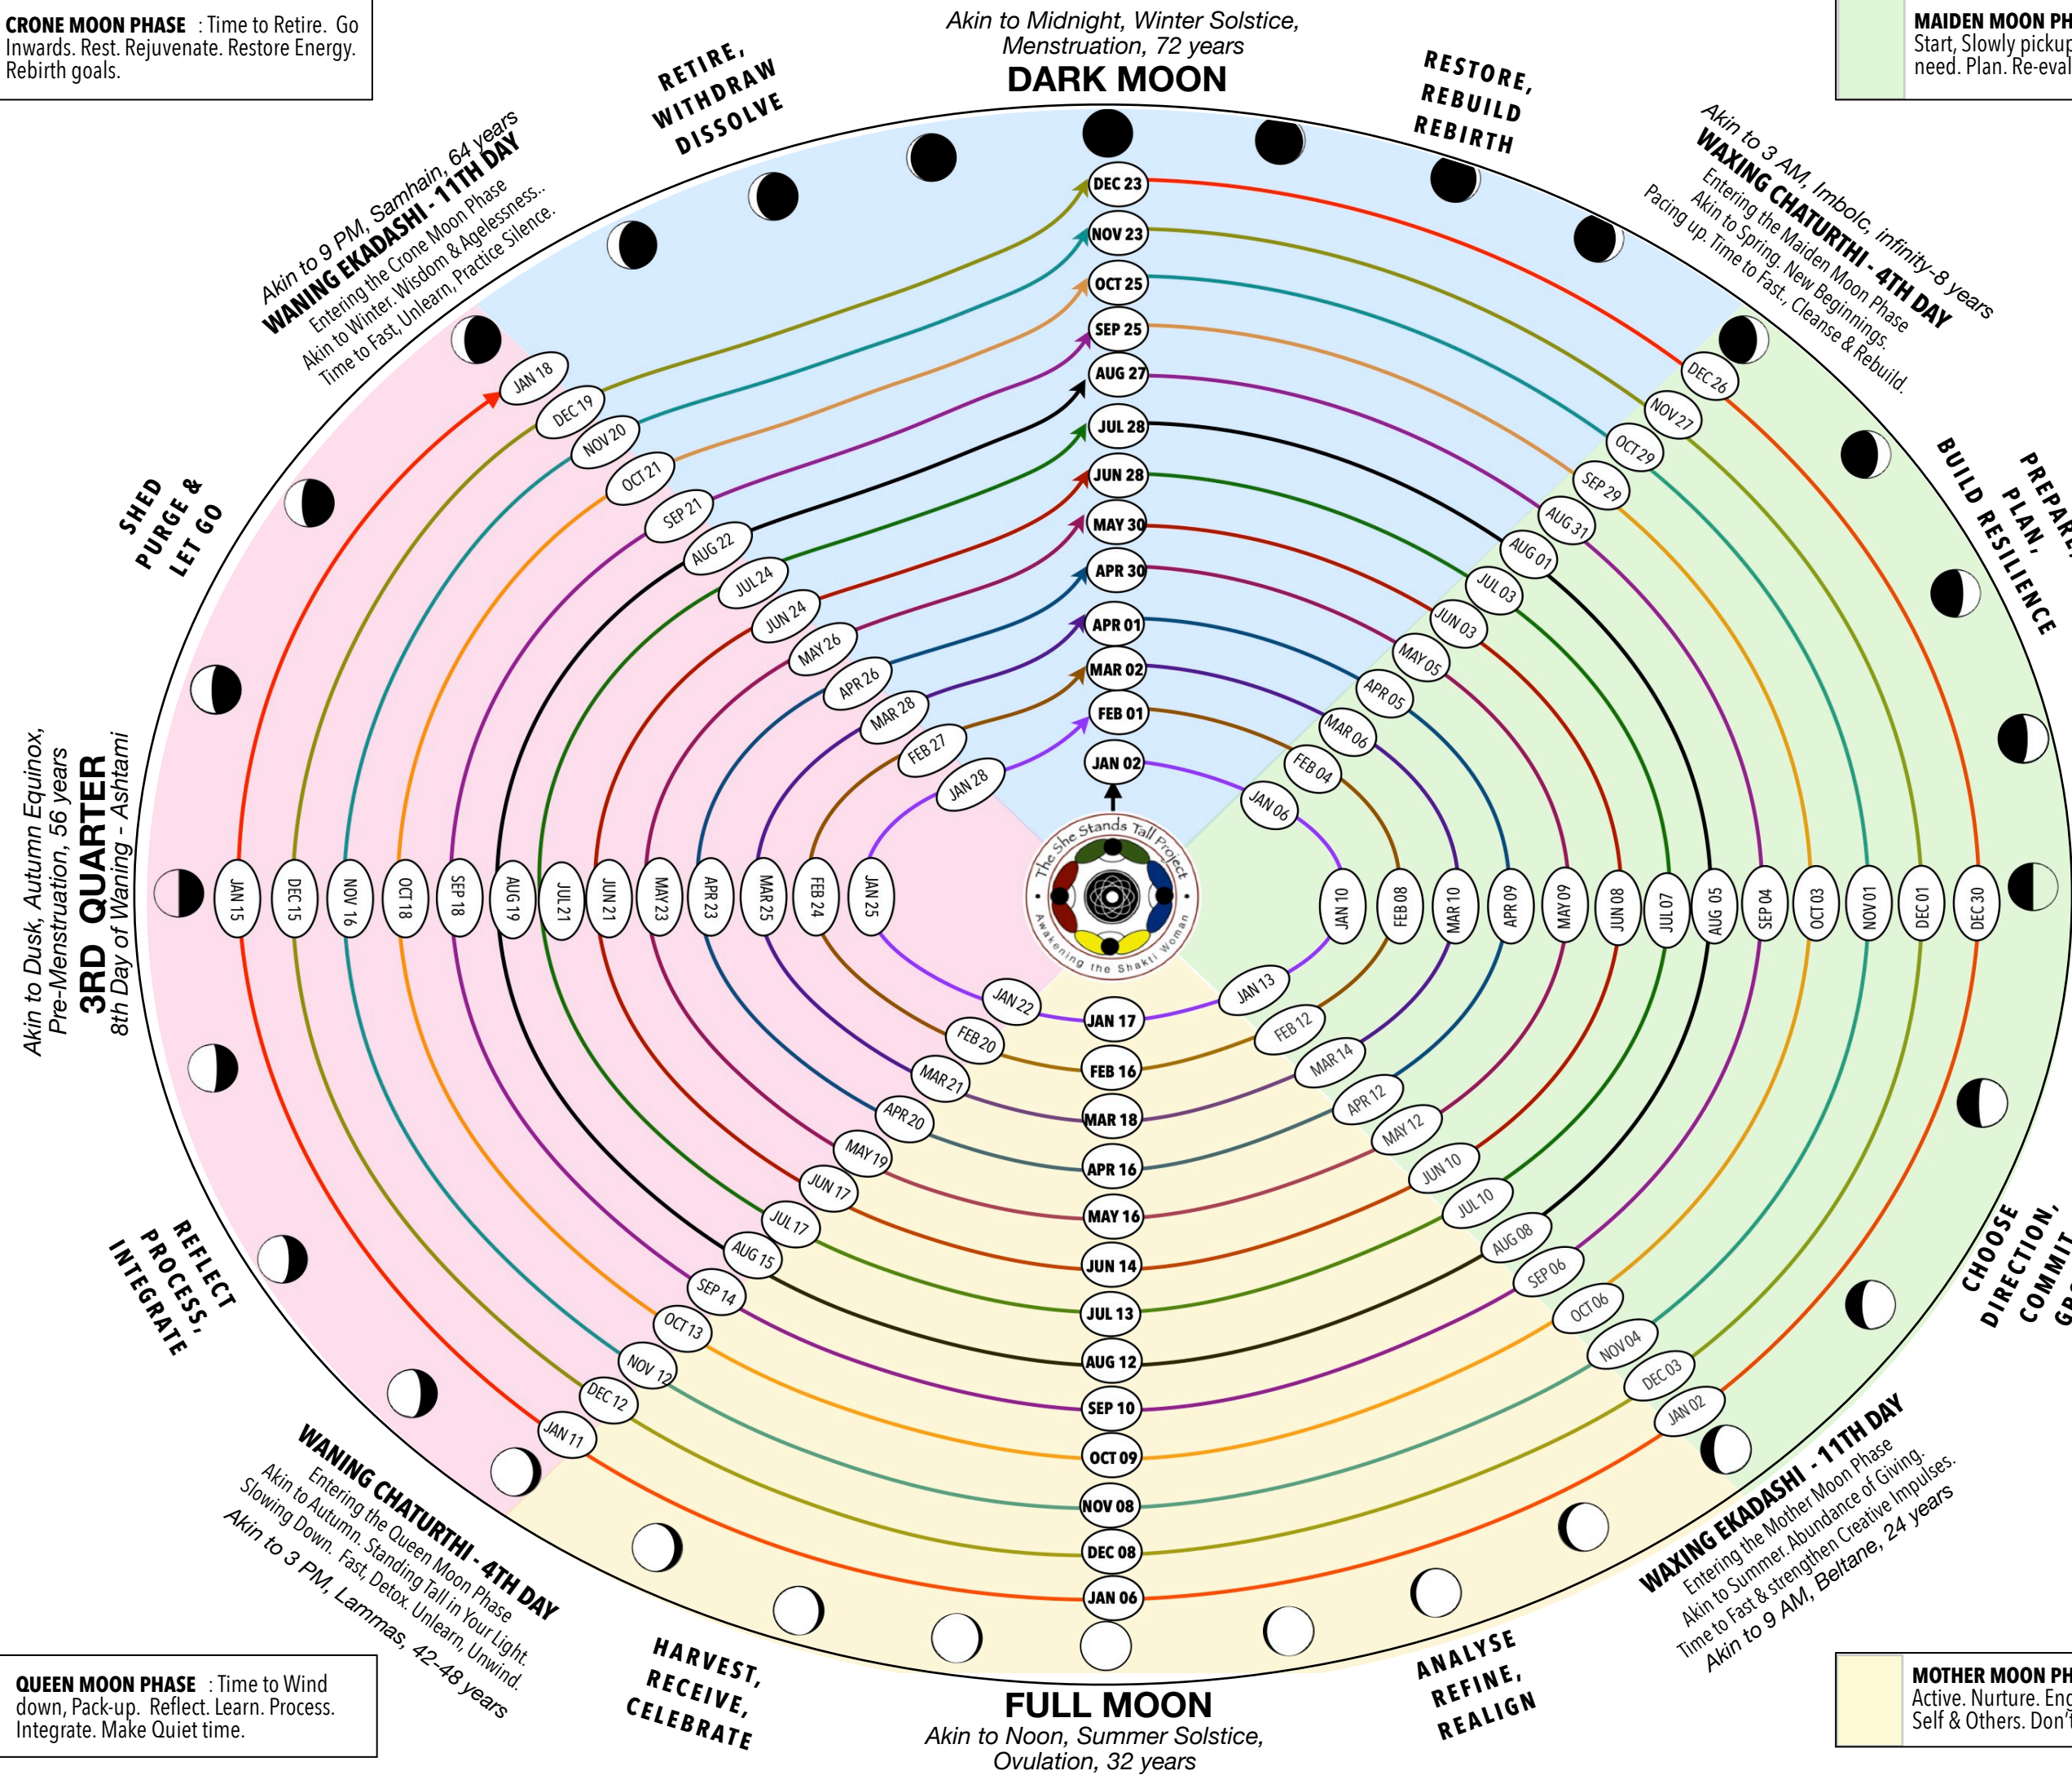 CRONE MOON PHASE : Time to Retire. Go
Inwards. Rest. Rejuvenate. Restore Energy.
Rebirth goals.
Akin to Midnight, Winter Solstice,
Menstruation, 72 years
DARK MOON
MAIDEN MOON PH
Start, Slowly pickup
need. Plan. Re-eval
RETIRE,
WITHDRAW
DISSOLVE
RESTORE,
REBUILD
REBIRTH
Akin to 9 PM, Samhain, 64 years
WANING EKADASHI - 11TH DAY
Entering the Crone Moon Phase
Akin to Winter. Wisdom & Agelessness..
Time to Fast, Unlearn, Practice Silence.
Akin to 3 AM, Imbolc, infinity-8 years
WAXING CHATURTHI - 4TH DAY
Entering the Maiden Moon Phase
Akin to Spring. New Beginnings.
Pacing up. Time to Fast., Cleanse & Rebuild.
SHED
PURGE &
LET GO
PREPARE,
PLAN,
BUILD RESILIENCE
DEC 23
NOV 23
OCT 25
SEP 25
AUG 27
JUL 28
JUN 28
MAY 30
APR 30
APR 01
MAR 02
FEB 01
JAN 02
JAN 18
DEC 19
NOV 20
OCT 21
SEP 21
AUG 22
JUL 24
JUN 24
MAY 26
APR 26
MAR 28
FEB 27
JAN 28
DEC 26
NOV 27
OCT 29
SEP 29
AUG 31
AUG 01
JUL 03
JUN 03
MAY 05
APR 05
MAR 06
FEB 04
JAN 06
Akin to Dusk, Autumn Equinox,
Pre-Menstruation, 56 years
3RD QUARTER
8th Day of Waning - Ashtami
JAN 15
DEC 15
NOV 16
OCT 18
SEP 18
AUG 19
JUL 21
JUN 21
MAY 23
APR 23
MAR 25
FEB 24
JAN 25
The She Stands Tall Project
Awakening the Shakti Woman
JAN 10
FEB 08
MAR 10
APR 09
MAY 09
JUN 08
JUL 07
AUG 05
SEP 04
OCT 03
NOV 01
DEC 01
DEC 30
JAN 22
FEB 20
MAR 21
APR 20
MAY 19
JUN 17
JUL 17
AUG 15
SEP 14
OCT 13
NOV 12
DEC 12
JAN 11
JAN 17
FEB 16
MAR 18
APR 16
MAY 16
JUN 14
JUL 13
AUG 12
SEP 10
OCT 09
NOV 08
DEC 08
JAN 06
JAN 13
FEB 12
MAR 14
APR 12
MAY 12
JUN 10
JUL 10
AUG 08
SEP 06
OCT 06
NOV 04
DEC 03
JAN 02
REFLECT
PROCESS,
INTEGRATE
CHOOSE
DIRECTION,
COMMIT
WANING CHATURTHI - 4TH DAY
Entering the Queen Moon Phase
Akin to Autumn. Standing Tall in Your Light.
Slowing Down. Fast, Detox. Unlearn, Unwind.
Akin to 3 PM, Lammas, 42-48 years
WAXING EKADASHI - 11TH DAY
Entering the Mother Moon Phase
Akin to Summer. Abundance of Giving.
Time to Fast & strengthen Creative Impulses.
Akin to 9 AM, Beltane, 24 years
HARVEST,
RECEIVE,
CELEBRATE
ANALYSE
REFINE,
REALIGN
QUEEN MOON PHASE : Time to Wind
down, Pack-up. Reflect. Learn. Process.
Integrate. Make Quiet time.
FULL MOON
Akin to Noon, Summer Solstice,
Ovulation, 32 years
MOTHER MOON PH
Active. Nurture. Eng
Self & Others. Don't